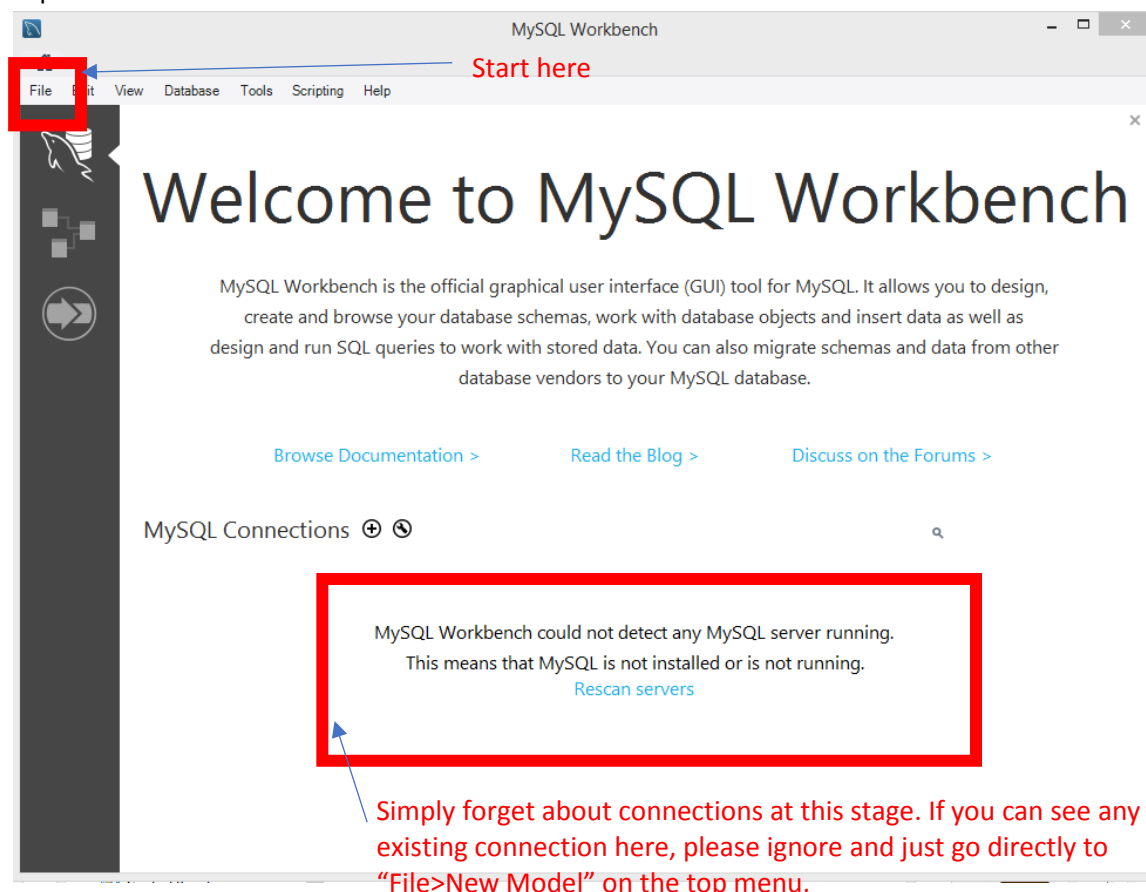 MySQL Workbench
Start here
File Edit View Database Tools Scripting Help
Welcome to MySQL Workbench
MySQL Workbench is the official graphical user interface (GUI) tool for MySQL. It allows you to design,
create and browse your database schemas, work with database objects and insert data as well as
design and run SQL queries to work with stored data. You can also migrate schemas and data from other
database vendors to your MySQL database.
Browse Documentation > Read the Blog > Discuss on the Forums >
MySQL Connections
MySQL Workbench could not detect any MySQL server running.
This means that MySQL is not installed or is not running.
Rescan servers
Simply forget about connections at this stage. If you can see any
existing connection here, please ignore and just go directly to
“File>New Model” on the top menu.